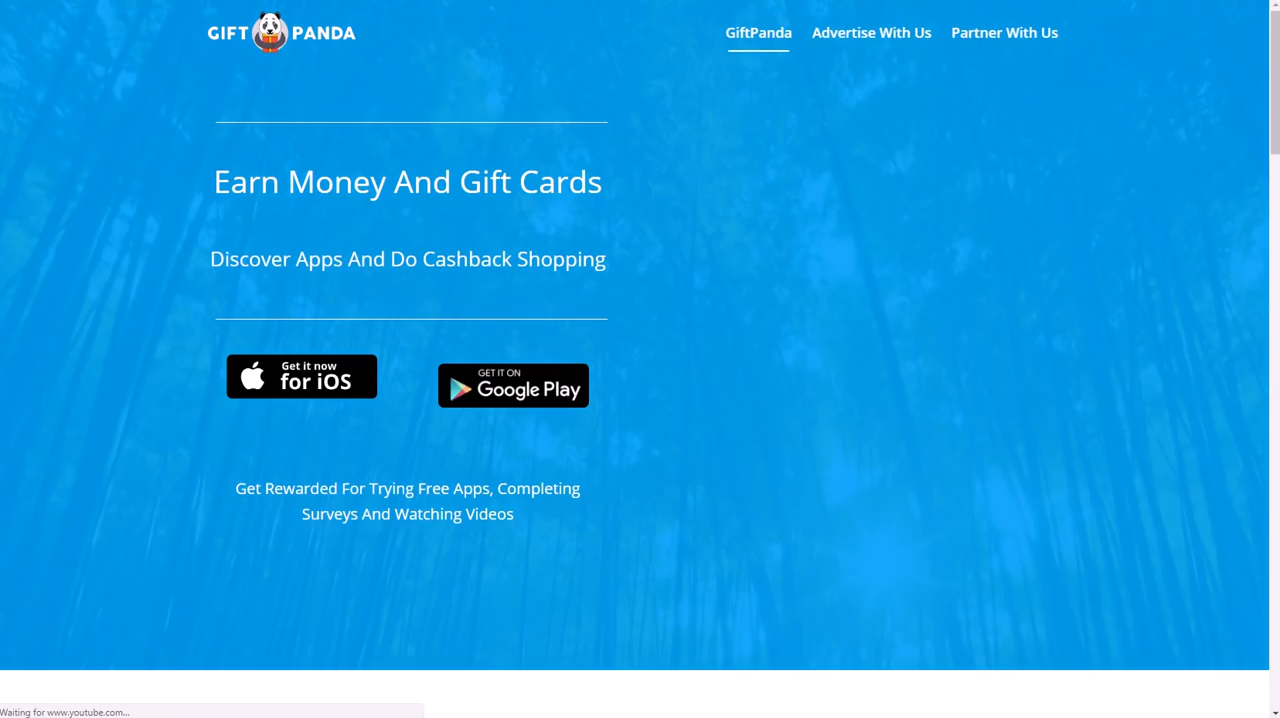 GIFT PANDA
GiftPanda
Advertise With Us
Partner With Us
Earn Money And Gift Cards
Discover Apps And Do Cashback Shopping
Get it now
for iOS
GET IT ON
Google Play
Get Rewarded For Trying Free Apps, Completing
Surveys And Watching Videos
Waiting for www.youtube.com...